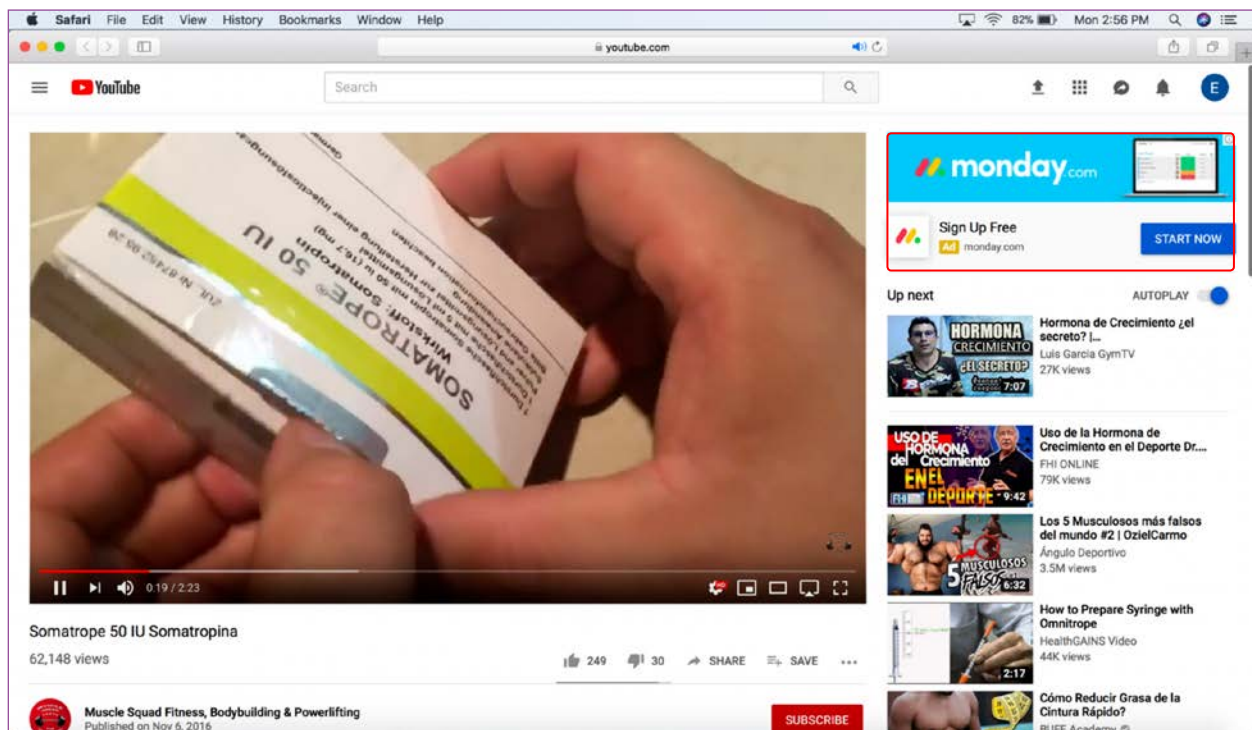 Safari File Edit View History Bookmarks Window Help
82% Mon 2:56 PM
youtube.com
YouTube
Search
E
SOMATROPE® 50 IU
Wirkstoff: Somatropin
monday.com
Sign Up Free
Ad monday.com
START NOW
Up next
AUTOPLAY
HORMONA
CRECIMIENTO
¿EL SECRETO?
7:07
Hormona de Crecimiento ¿el
secreto? |...
Luis Garcia GymTV
27K views
USO DE
HORMONA
del Crecimiento
EN EL
DEPORTE
FHI
9:42
Uso de la Hormona de
Crecimiento en el Deporte Dr....
FHI ONLINE
79K views
5 MUSCULOSOS
FALSOS
6:32
Los 5 Musculosos más falsos
del mundo #2 | OzielCarmo
Ángulo Deportivo
3.5M views
2:17
How to Prepare Syringe with
Omnitrope
HealthGAINS Video
44K views
0:19 / 2:23
Somatrope 50 IU Somatropina
62,148 views
249 30 SHARE SAVE
Muscle Squad Fitness, Bodybuilding & Powerlifting
Published on Nov 6, 2016
SUBSCRIBE
Cómo Reducir Grasa de la
Cintura Rápido?
BUFF Academy